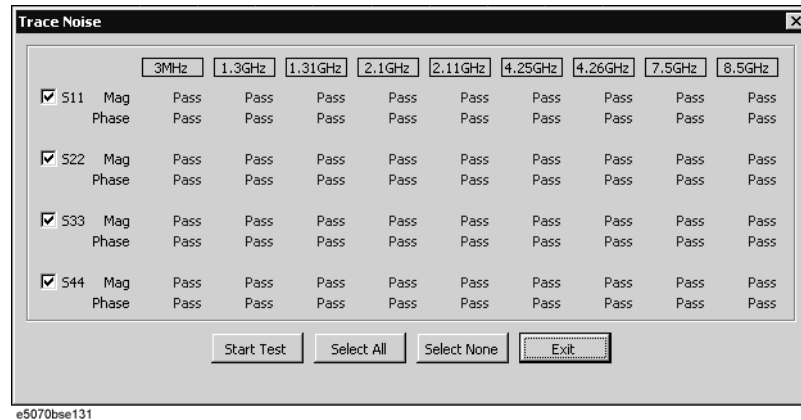 Trace Noise
3MHz 1.3GHz 1.31GHz 2.1GHz 2.11GHz 4.25GHz 4.26GHz 7.5GHz 8.5GHz
S11 Mag Pass Pass Pass Pass Pass Pass Pass Pass Pass
Phase Pass Pass Pass Pass Pass Pass Pass Pass Pass
S22 Mag Pass Pass Pass Pass Pass Pass Pass Pass Pass
Phase Pass Pass Pass Pass Pass Pass Pass Pass Pass
S33 Mag Pass Pass Pass Pass Pass Pass Pass Pass Pass
Phase Pass Pass Pass Pass Pass Pass Pass Pass Pass
S44 Mag Pass Pass Pass Pass Pass Pass Pass Pass Pass
Phase Pass Pass Pass Pass Pass Pass Pass Pass Pass
Start Test Select All Select None Exit
e5070bse131